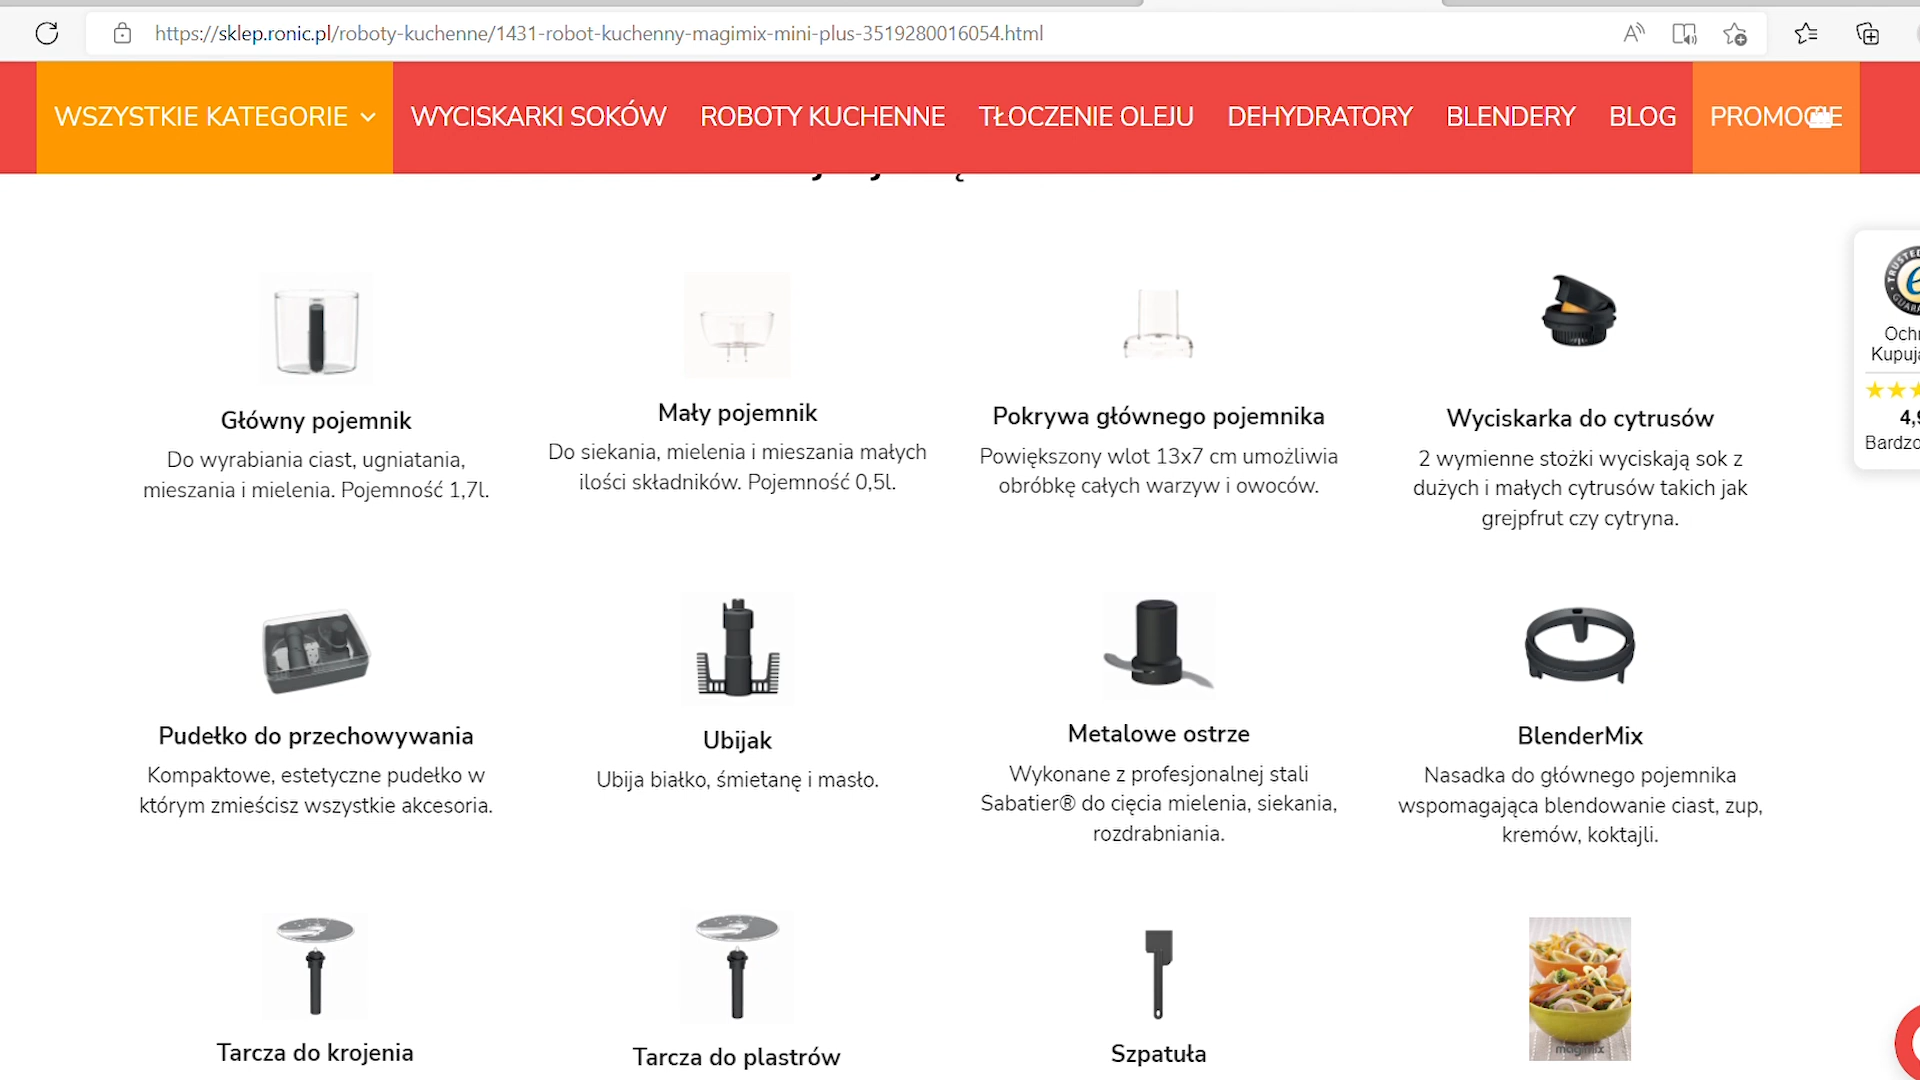 https://sklep.ronic.pl/roboty-kuchenne/1431-robot-kuchenny-magimix-mini-plus-3519280016054.html
WSZYSTKIE KATEGORIE WYCISKARKI SOKÓW ROBOTY KUCHENNE TŁOCZENIE OLEJU DEHYDRATORY BLENDERY BLOG PROMOCJE
TRUSTED
Główny pojemnik
Do wyrabiania ciast, ugniatania,
mieszania i mielenia. Pojemność 1,7l.
Mały pojemnik
Do siekania, mielenia i mieszania małych
ilości składników. Pojemność 0,5l.
Pokrywa głównego pojemnika
Powiększony wlot 13x7 cm umożliwia
obróbkę całych warzyw i owoców.
Wyciskarka do cytrusów
2 wymienne stożki wyciskają sok z
dużych i małych cytrusów takich jak
grejpfrut czy cytryna.
Pudełko do przechowywania
Kompaktowe, estetyczne pudełko w
którym zmieścisz wszystkie akcesoria.
Ubijak
Ubija białko, śmietanę i masło.
Metalowe ostrze
Wykonane z profesjonalnej stali
Sabatier® do cięcia mielenia, siekania,
rozdrabniania.
BlenderMix
Nasadka do głównego pojemnika
wspomagająca blendowanie ciast, zup,
kremów, koktajli.
Tarcza do krojenia
Tarcza do plastrów
Szpatuła
magimix